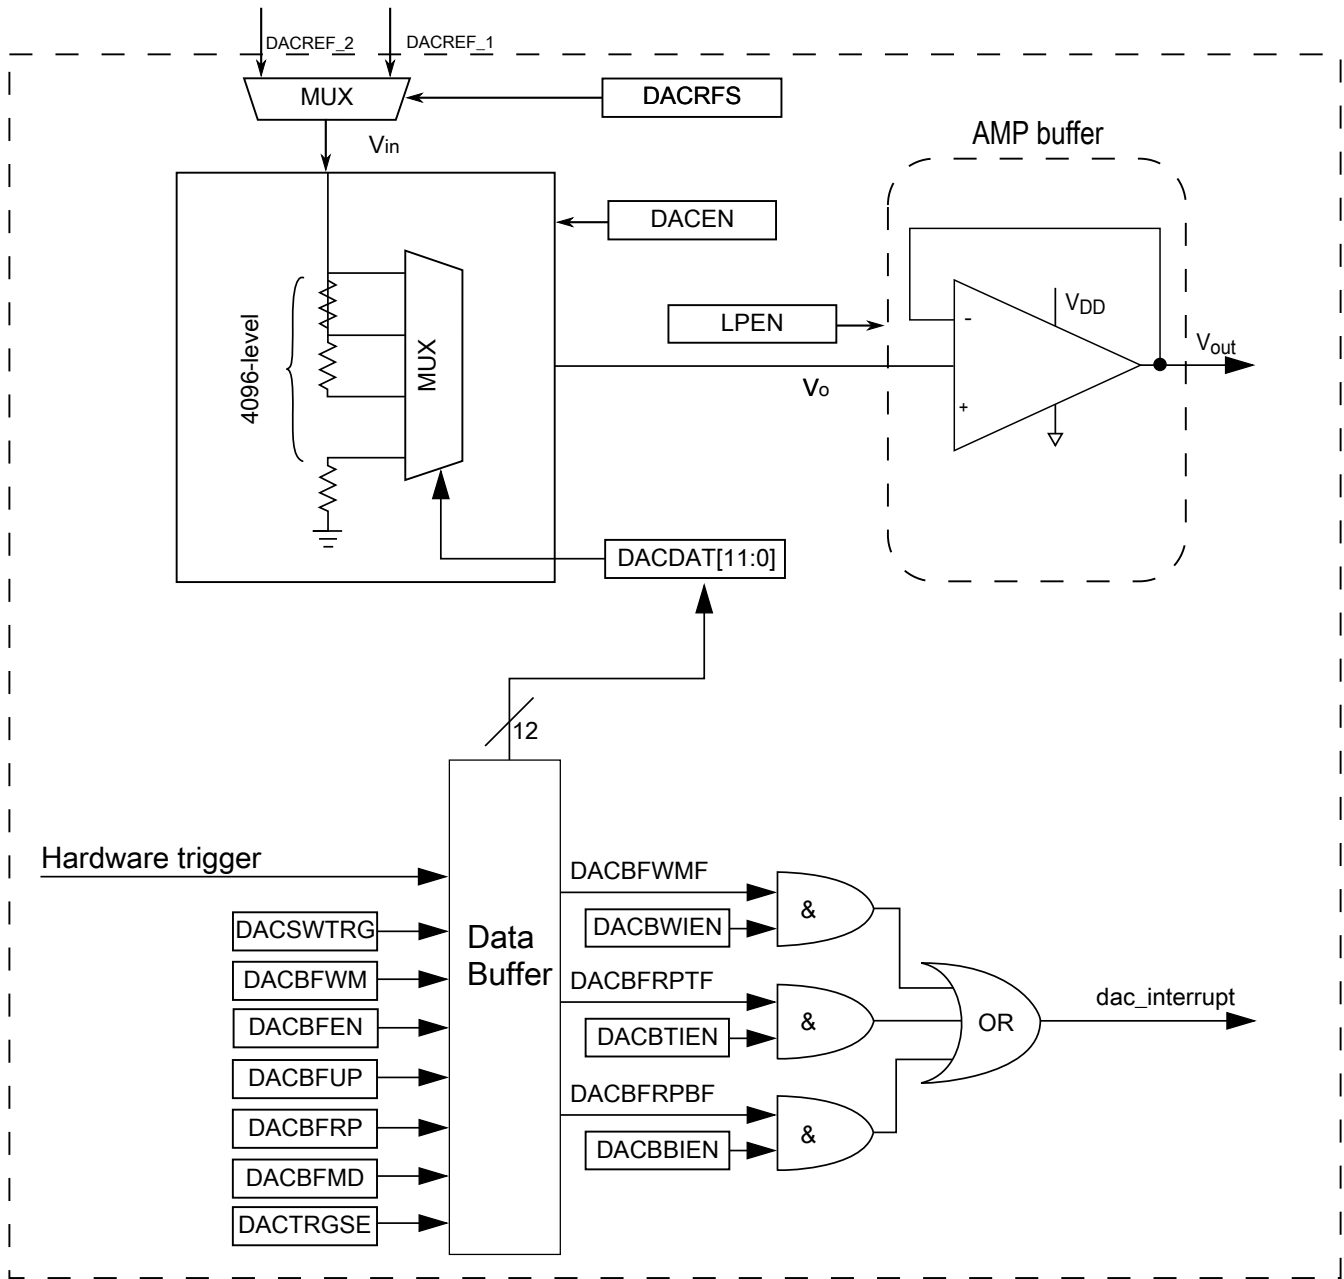 DACREF_2
DACREF_1
MUX
DACRFS
Vin
AMP buffer
DACEN
LPEN
VDD
-
+
Vout
Vo
4096-level
MUX
DACDAT[11:0]
12
Hardware trigger
DACSWTRG
DACBFWM
DACBFEN
DACBFUP
DACBFRP
DACBFMD
DACTRGSE
Data
Buffer
DACBFWMF
DACBWIEN
&
DACBFRPTF
DACBTIEN
&
DACBFRPBF
DACBBIEN
&
OR
dac_interrupt